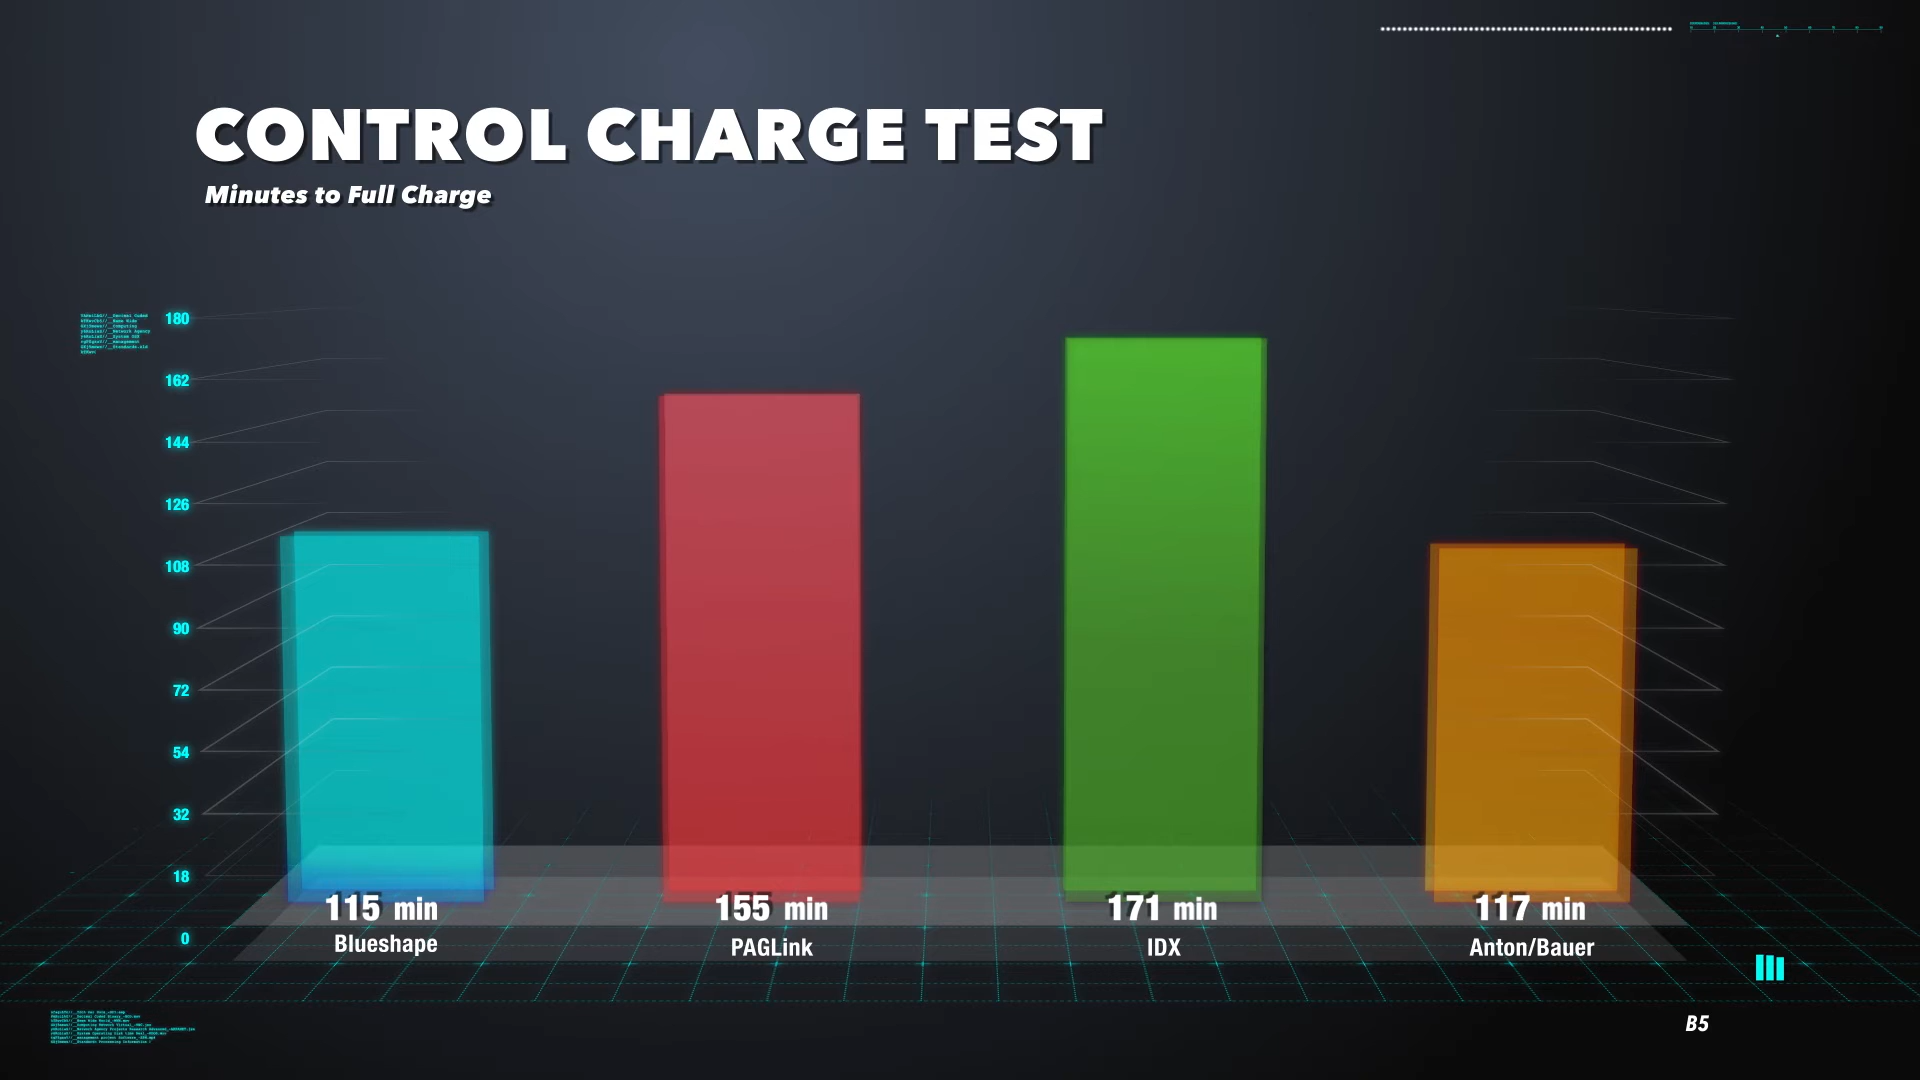 CONTROL CHARGE TEST
Minutes to Full Charge
180
162
144
126
108
90
72
54
32
18
0
115 min
155 min
171 min
117 min
Blueshape
PAGLink
IDX
Anton/Bauer
B5